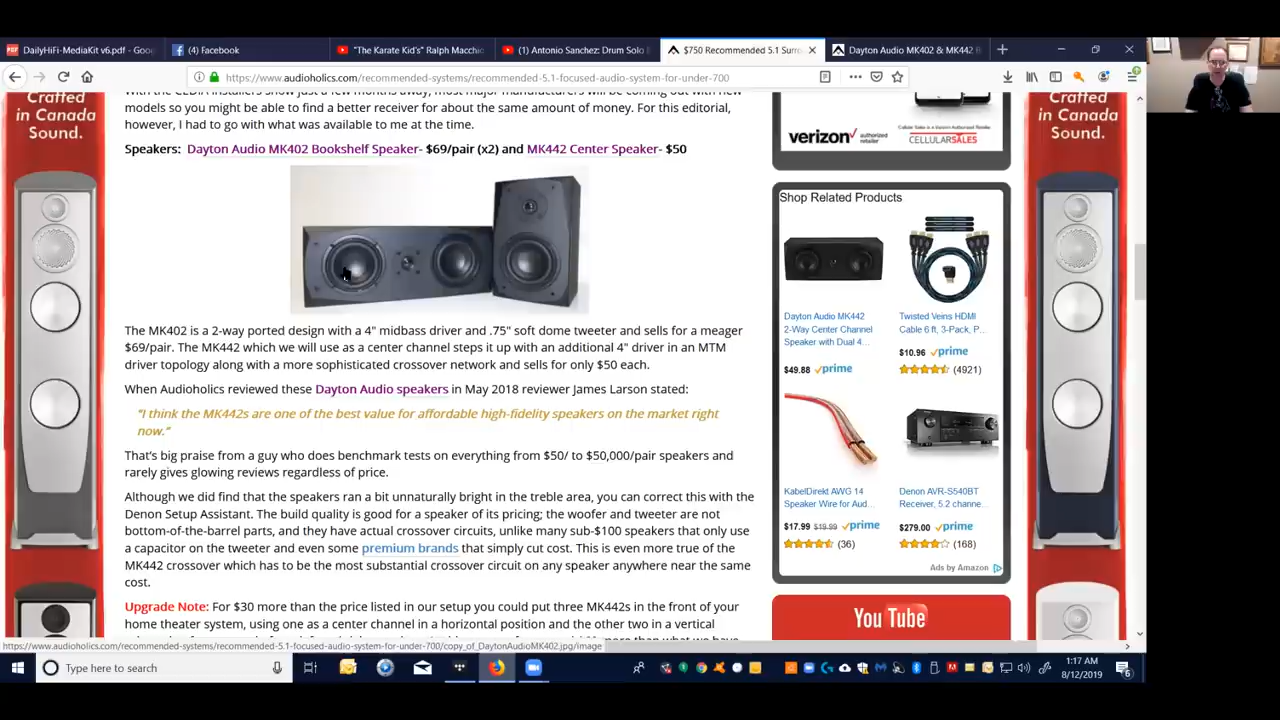 DailyHiFi-MediaKit v6.pdf - Goo
(4) Facebook
"The Karate Kid's" Ralph Macchio
(1) Antonio Sanchez: Drum Solo
$750 Recommended 5.1 Surro
Dayton Audio MK402 & MK442 B
https://www.audioholics.com/recommended-systems/recommended-5.1-focused-audio-system-for-under-700
Crafted
in Canada
Sound.
models so you might be able to find a better receiver for about the same amount of money. For this editorial,
however, I had to go with what was available to me at the time.
Speakers: Dayton Audio MK402 Bookshelf Speaker- $69/pair (x2) and MK442 Center Speaker- $50
The MK402 is a 2-way ported design with a 4" midbass driver and .75" soft dome tweeter and sells for a meager
$69/pair. The MK442 which we will use as a center channel steps it up with an additional 4" driver in an MTM
driver topology along with a more sophisticated crossover network and sells for only $50 each.
When Audioholics reviewed these Dayton Audio speakers in May 2018 reviewer James Larson stated:
"I think the MK442s are one of the best value for affordable high-fidelity speakers on the market right
now."
That's big praise from a guy who does benchmark tests on everything from $50/ to $50,000/pair speakers and
rarely gives glowing reviews regardless of price.
Although we did find that the speakers ran a bit unnaturally bright in the treble area, you can correct this with the
Denon Setup Assistant. The build quality is good for a speaker of its pricing; the woofer and tweeter are not
bottom-of-the-barrel parts, and they have actual crossover circuits, unlike many sub-$100 speakers that only use
a capacitor on the tweeter and even some premium brands that simply cut cost. This is even more true of the
MK442 crossover which has to be the most substantial crossover circuit on any speaker anywhere near the same
cost.
Upgrade Note: For $30 more than the price listed in our setup you could put three MK442s in the front of your
home theater system, using one as a center channel in a horizontal position and the other two in a vertical
verizon
authorized
retailer
CELLULARSALES
Shop Related Products
Dayton Audio MK442
2-Way Center Channel
Speaker with Dual 4...
$49.88 prime
Twisted Veins HDMI
Cable 6 ft, 3-Pack, P...
$10.96 prime
(4921)
KabelDirekt AWG 14
Speaker Wire for Aud...
$17.99 $19.99 prime
(36)
Denon AVR-S540BT
Receiver, 5.2 channe...
$279.00 prime
(168)
Ads by Amazon
You Tube
Crafted
in Canada
Sound.
https://www.audioholics.com/recommended-systems/recommended-5.1-focused-audio-system-for-under-700/copy_of_DaytonAudioMK402.jpg/image
Type here to search
1:17 AM
8/12/2019
6